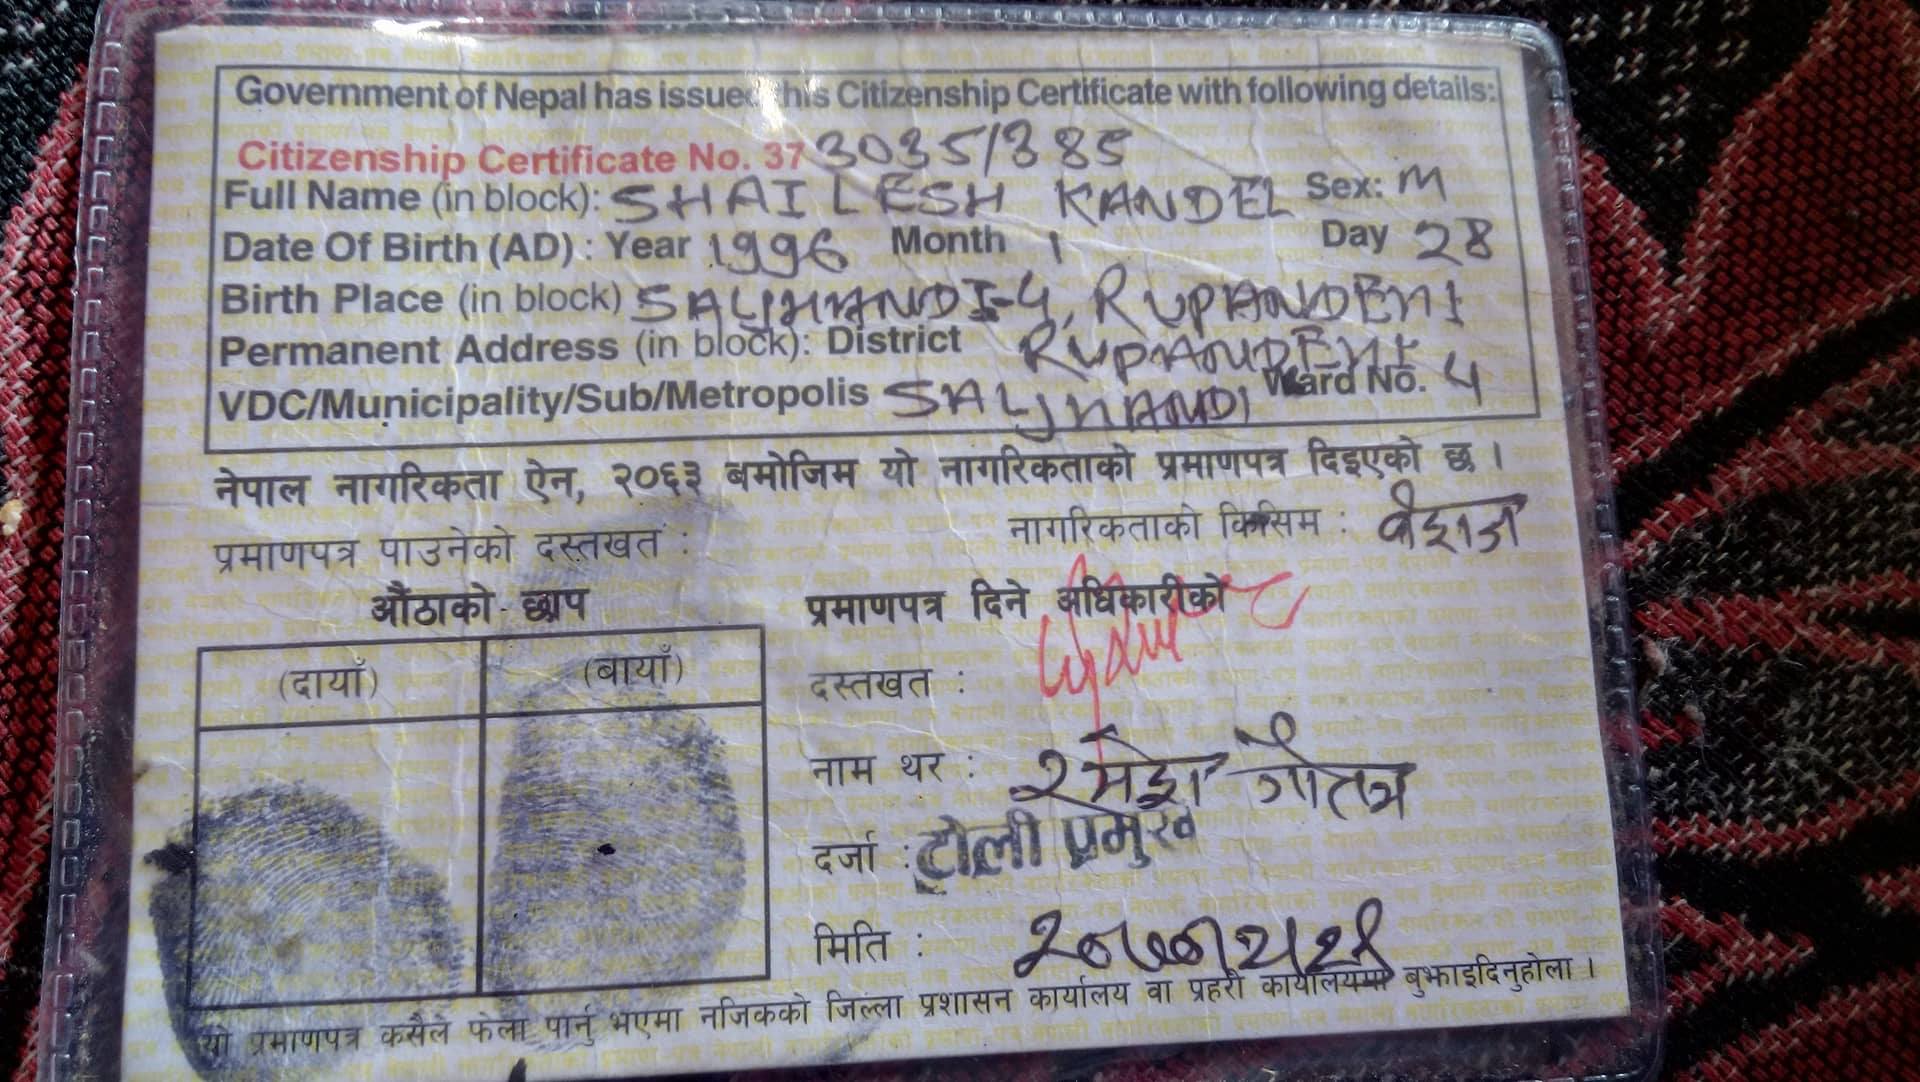 Government of Nepal has issued this Citizenship Certificate with following details:
Citizenship Certificate No. 37 3035/385
Full Name (in block): SHAILESH KANDEL Sex: M
Date Of Birth (AD) : Year 1996 Month 1 Day 28
Birth Place (in block) SALJHANDI-4, RUPANDEHI
Permanent Address (in block): District RUPANDEHI
VDC/Municipality/Sub/Metropolis SALJHANDI Ward No. 4
नेपाल नागरिकता ऐन, २०६३ बमोजिम यो नागरिकताको प्रमाणपत्र दिइएको छ ।
प्रमाणपत्र पाउनेको दस्तखत : नागरिकताको किसिम : वंशज
औंठाको छाप प्रमाणपत्र दिने अधिकारीको
(दायाँ) (बायाँ) दस्तखत :
नाम थर : रमेश गौतम
दर्जा : टोली प्रमुख
मिति :
यो प्रमाणपत्र कसैले फेला पार्नु भएमा नजिकको जिल्ला प्रशासन कार्यालय वा प्रहरी कार्यालयमा बुझाइदिनुहोला ।